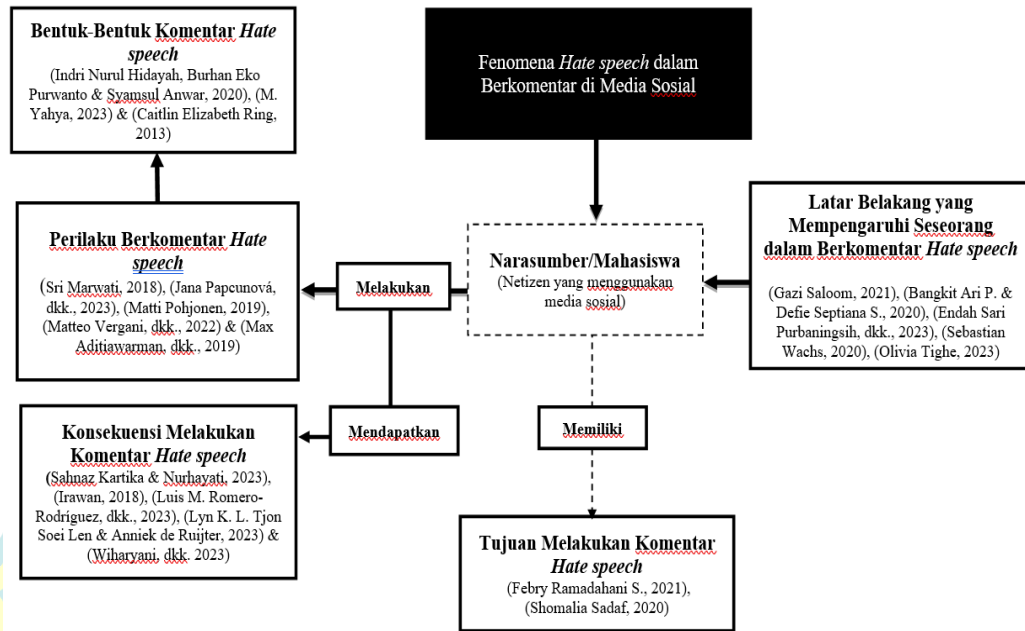 Bentuk-Bentuk Komentar Hate
speech
(Indri Nurul Hidayah, Burhan Eko
Purwanto & Syamsul Anwar, 2020), (M.
Yahya, 2023) & (Caitlin Elizabeth Ring,
2013)
Fenomena Hate speech dalam
Berkomentar di Media Sosial
Perilaku Berkomentar Hate
speech
(Sri Marwati, 2018), (Jana Papcunová,
dkk., 2023), (Matti Pohjonen, 2019),
(Matteo Vergani, dkk., 2022) & (Max
Aditiawarman, dkk., 2019)
Melakukan
Narasumber/Mahasiswa
(Netizen yang menggunakan
media sosial)
Latar Belakang yang
Mempengaruhi Seseorang
dalam Berkomentar Hate speech
(Gazi Saloom, 2021), (Bangkit Ari P. &
Defie Septiana S., 2020), (Endah Sari
Purbaningsih, dkk., 2023), (Sebastian
Wachs, 2020), (Olivia Tighe, 2023)
Konsekuensi Melakukan
Komentar Hate speech
(Sahnaz Kartika & Nurhayati, 2023),
(Irawan, 2018), (Luis M. Romero-
Rodríguez, dkk., 2023), (Lyn K. L. Tjon
Soei Len & Anniek de Ruijter, 2023) &
(Wiharyani, dkk. 2023)
Mendapatkan
Memiliki
Tujuan Melakukan Komentar
Hate speech
(Febry Ramadahani S., 2021),
(Shomalia Sadaf, 2020)